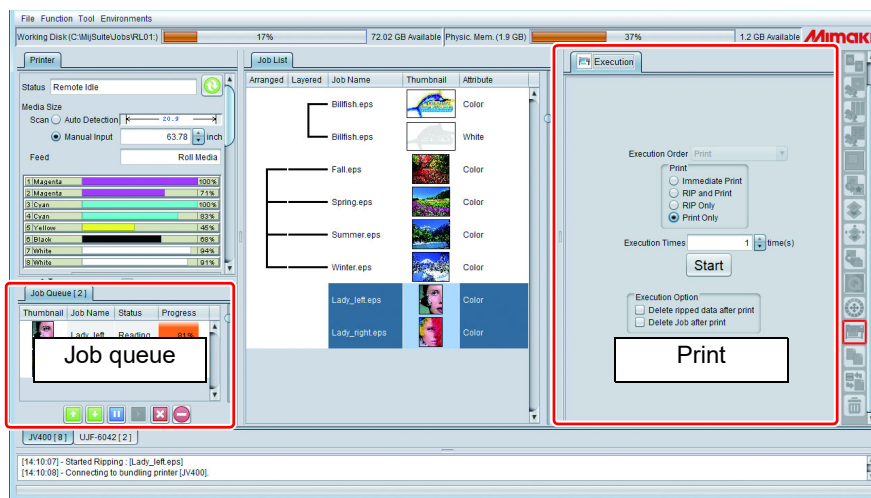 File Function Tool Environments
Working Disk (C:\MijSuite\Jobs\RL01:) 17% 72.02 GB Available Physic. Mem. (1.9 GB) 37% 1.2 GB Available Mimaki
Printer
Status Remote Idle
Media Size
Scan Auto Detection 20.9
Manual Input 63.78 inch
Feed Roll Media
1 Magenta 100%
2 Magenta 71%
3 Cyan 100%
4 Cyan 83%
5 Yellow 45%
6 Black 68%
7 White 94%
8 White 91%
Job Queue [ 2 ]
Thumbnail Job Name Status Progress
Lady_left Reading 81%
Job queue
Job List
Arranged Layered Job Name Thumbnail Attribute
Billfish.eps Color
Billfish.eps White
Fall.eps Color
Spring.eps Color
Summer.eps Color
Winter.eps Color
Lady_left.eps Color
Lady_right.eps Color
Execution
Execution Order Print
Print
Immediate Print
RIP and Print
RIP Only
Print Only
Execution Times 1 time(s)
Start
Execution Option
Delete ripped data after print
Delete Job after print
Print
JV400 [ 8 ] UJF-6042 [ 2 ]
[14:10:07] - Started Ripping : [Lady_left.eps]
[14:10:08] - Connecting to bundling printer [JV400].